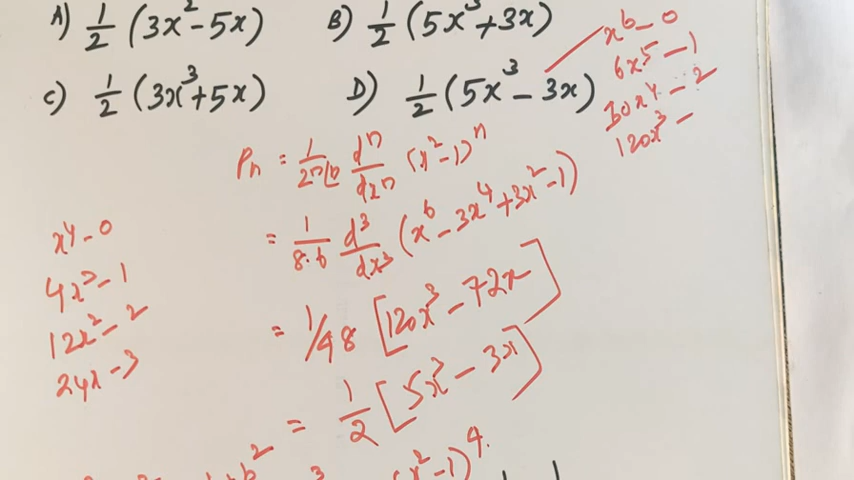 A) 1/2 (3x² - 5x) B) 1/2 (5x³ + 3x)
C) 1/2 (3x³ + 5x) D) 1/2 (5x³ - 3x)
x⁶ - 0
6x⁵ - 1
30x⁴ - 2
120x³ -
Pn = 1/2ⁿ⌊n dⁿ/dxⁿ (x² - 1)ⁿ
= 1/8·6 d³/dx³ (x⁶ - 3x⁴ + 3x² - 1)
= 1/48 [120x³ - 72x]
= 1/2 [5x³ - 3x]
x⁴ - 0
4x³ - 1
12x² - 2
24x - 3
(x² - 1)⁴